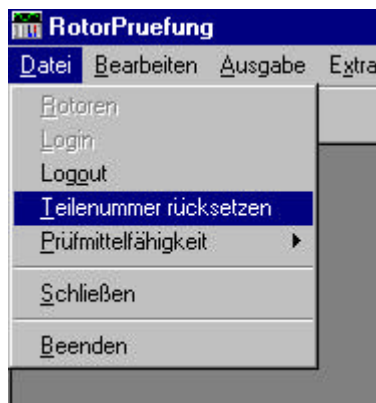 RotorPruefung
Datei Bearbeiten Ausgabe Extra
Rotoren
Login
Logout
Teilenummer rücksetzen
Prüfmittelfähigkeit
Schließen
Beenden